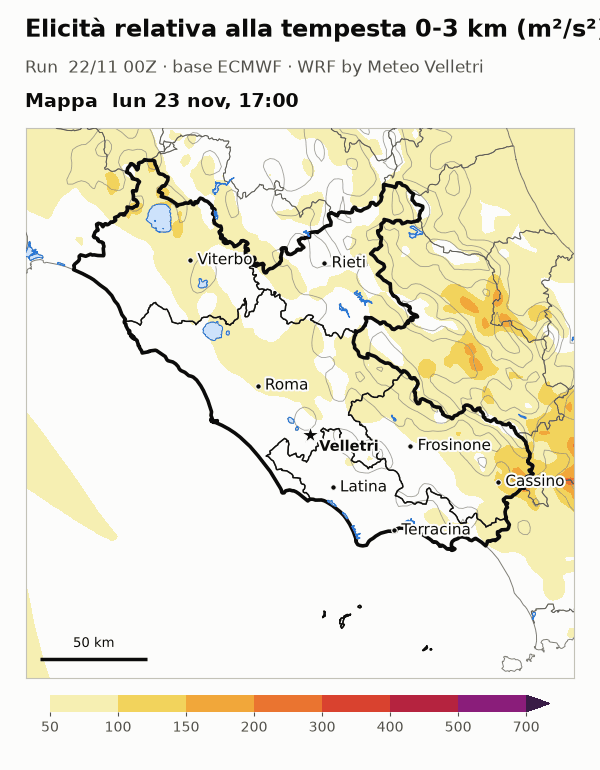 Elicità relativa alla tempesta 0-3 km (m²/s²)
Run  22/11 00Z · base ECMWF · WRF by Meteo Velletri
Mappa  lun 23 nov, 17:00
Viterbo
Rieti
Roma
Velletri
Frosinone
Cassino
Latina
Terracina
50 km
50 100 150 200 300 400 500 700